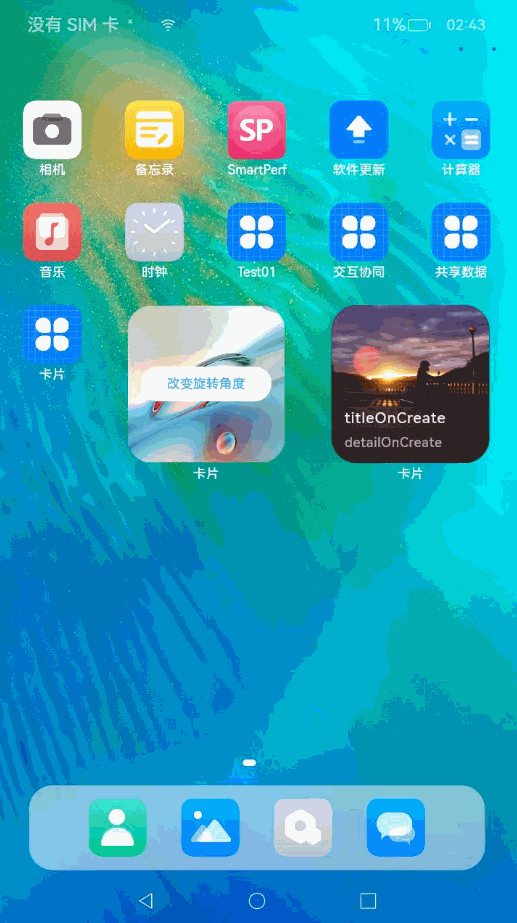 没有 SIM 卡
11%
02:43
相机
备忘录
SP
SmartPerf
软件更新
计算器
音乐
时钟
Test01
交互协同
共享数据
卡片
改变旋转角度
卡片
titleOnCreate
detailOnCreate
卡片